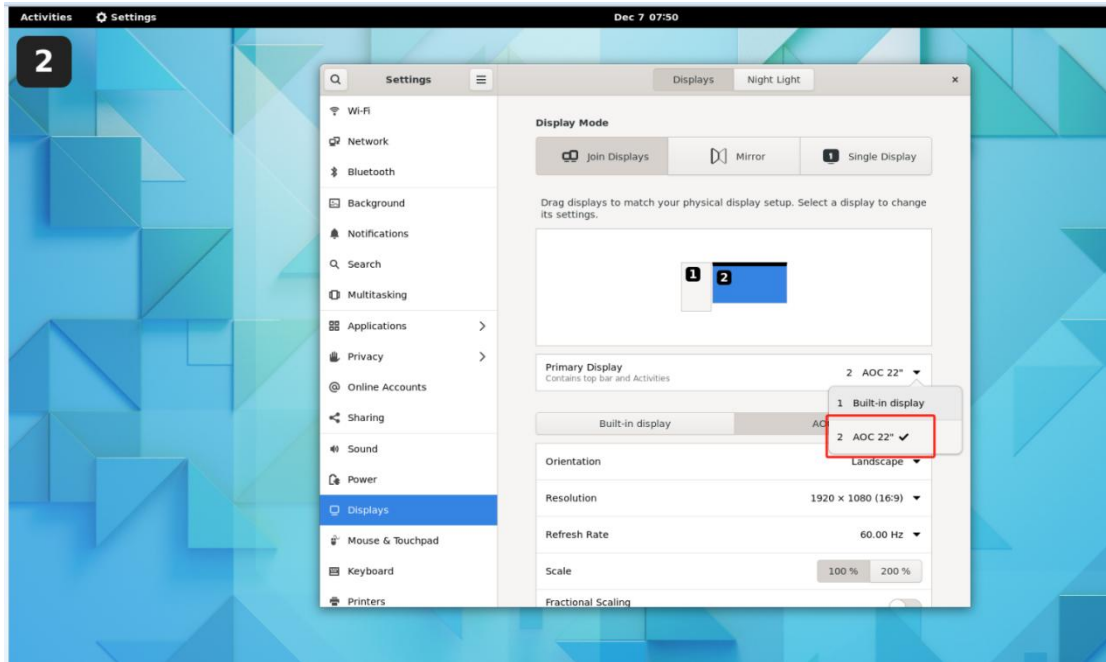 Activities Settings Dec 7 07:50
2
Settings Displays Night Light
Wi-Fi
Network
Bluetooth
Background
Notifications
Search
Multitasking
Applications
Privacy
Online Accounts
Sharing
Sound
Power
Displays
Mouse & Touchpad
Keyboard
Printers
Display Mode
Join Displays Mirror 1 Single Display
Drag displays to match your physical display setup. Select a display to change
its settings.
1 2
Primary Display 2 AOC 22"
Contains top bar and Activities
1 Built-in display
2 AOC 22"
Built-in display
Orientation Landscape
Resolution 1920 × 1080 (16:9)
Refresh Rate 60.00 Hz
Scale 100 % 200 %
Fractional Scaling